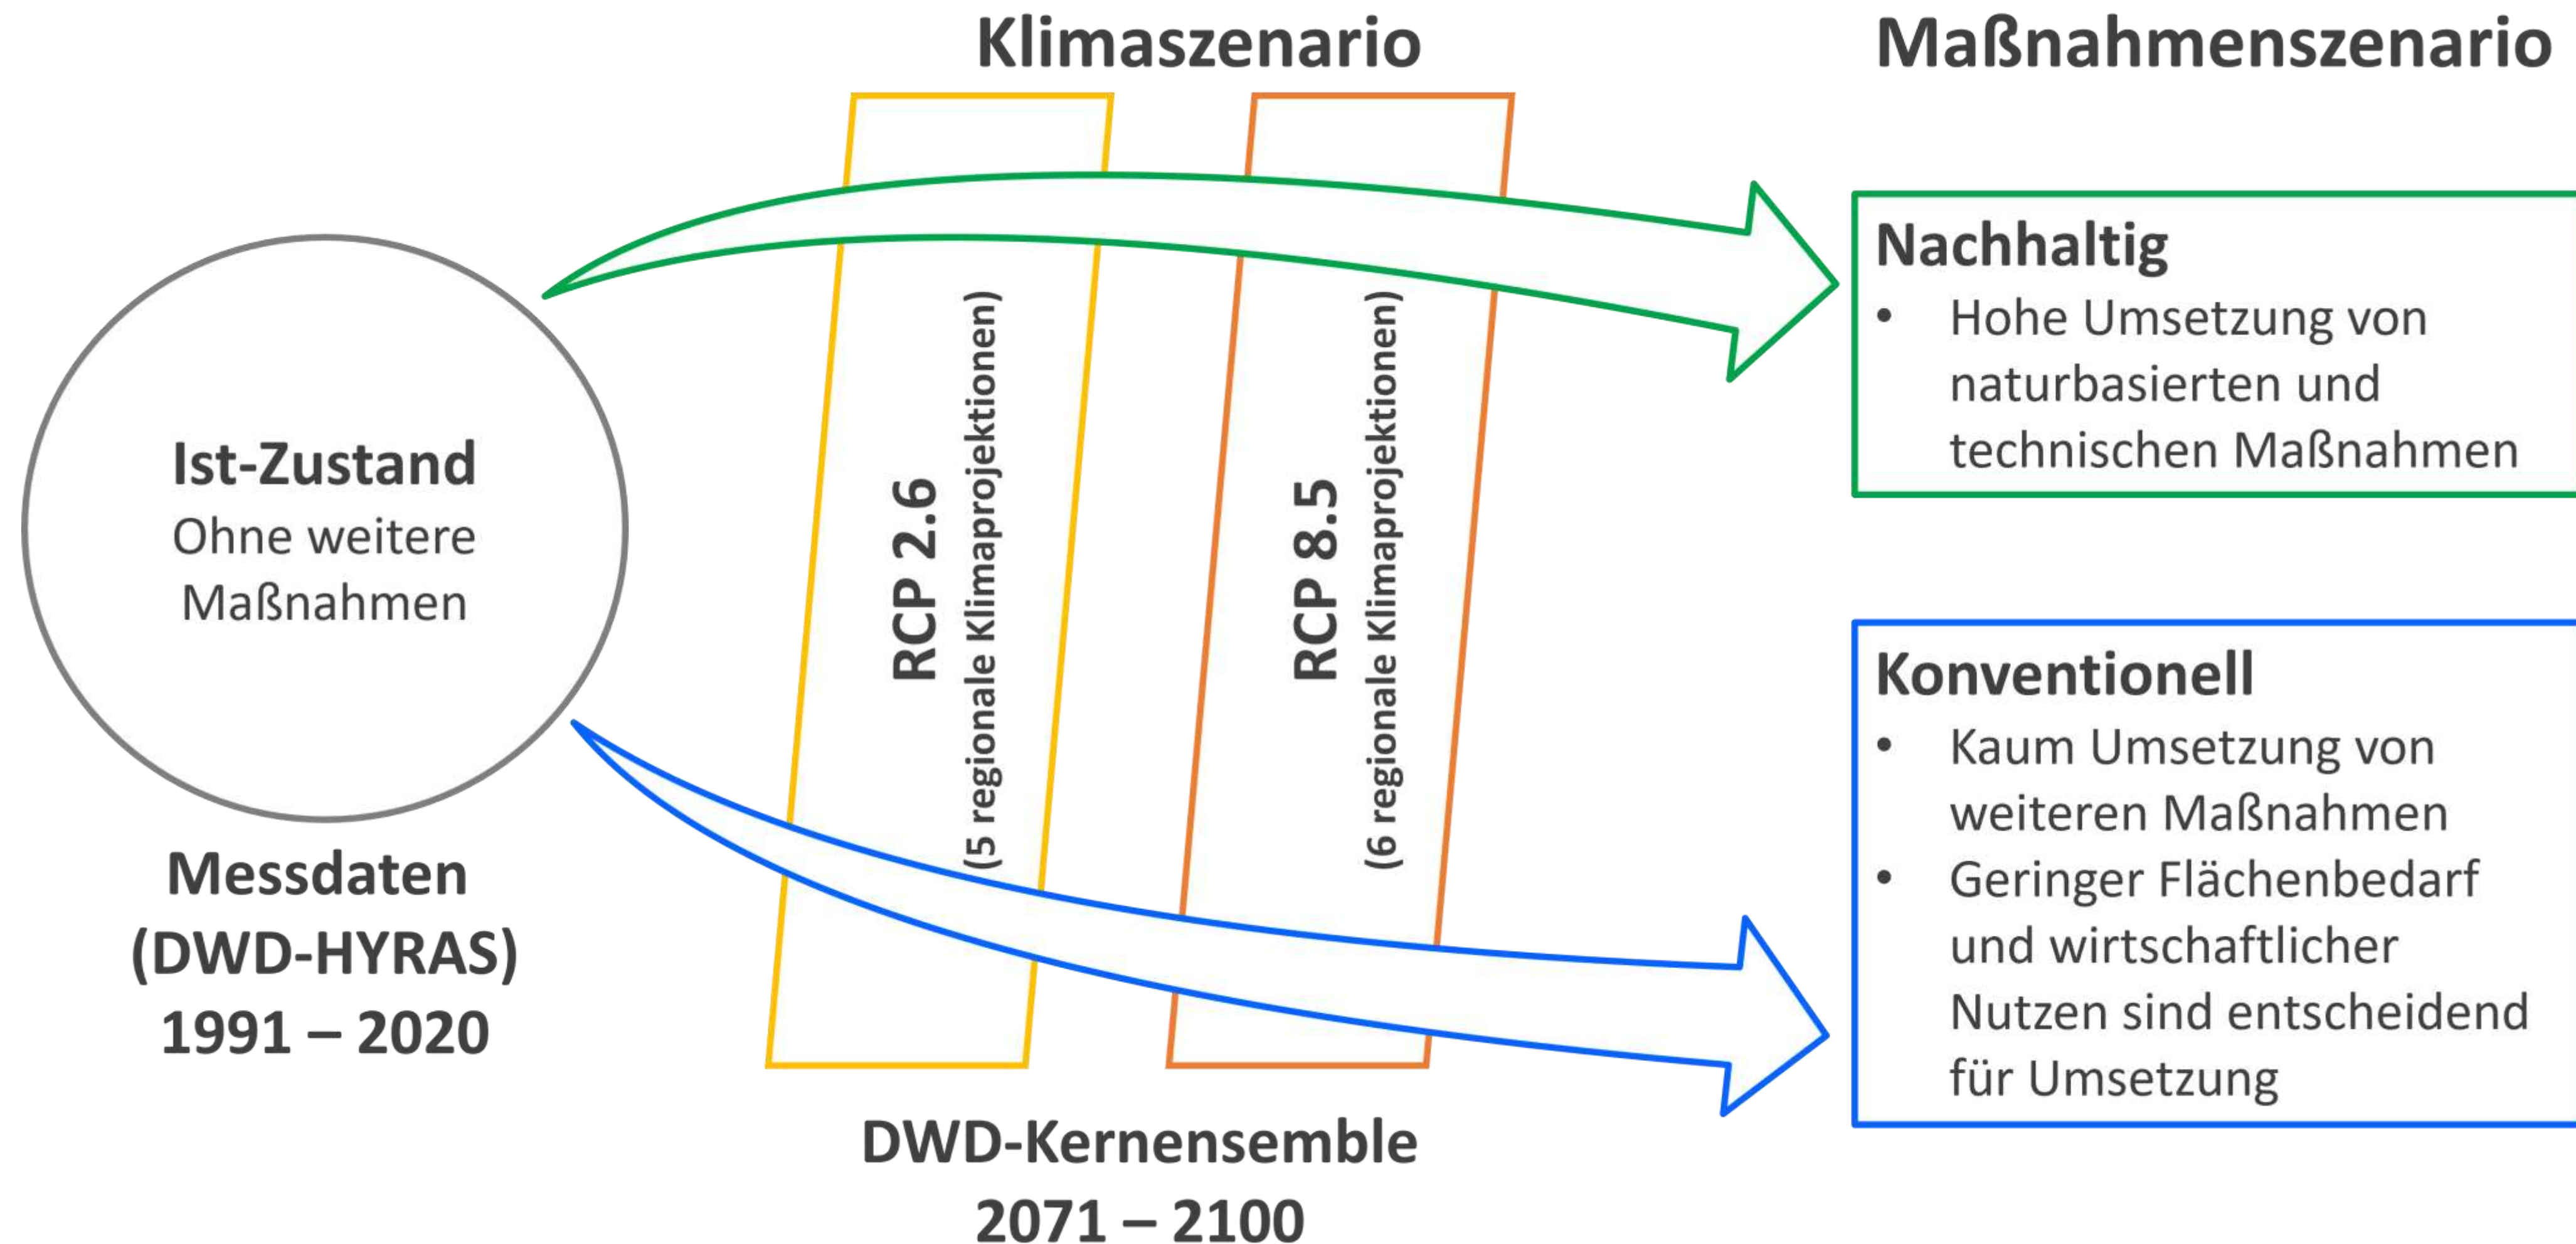 Klimaszenario
Maßnahmenszenario
Ist-Zustand
Ohne weitere
Maßnahmen
Messdaten
(DWD-HYRAS)
1991 – 2020
RCP 2.6
(5 regionale Klimaprojektionen)
RCP 8.5
(6 regionale Klimaprojektionen)
DWD-Kernensemble
2071 – 2100
Nachhaltig
• Hohe Umsetzung von
naturbasierten und
technischen Maßnahmen
Konventionell
• Kaum Umsetzung von
weiteren Maßnahmen
• Geringer Flächenbedarf
und wirtschaftlicher
Nutzen sind entscheidend
für Umsetzung